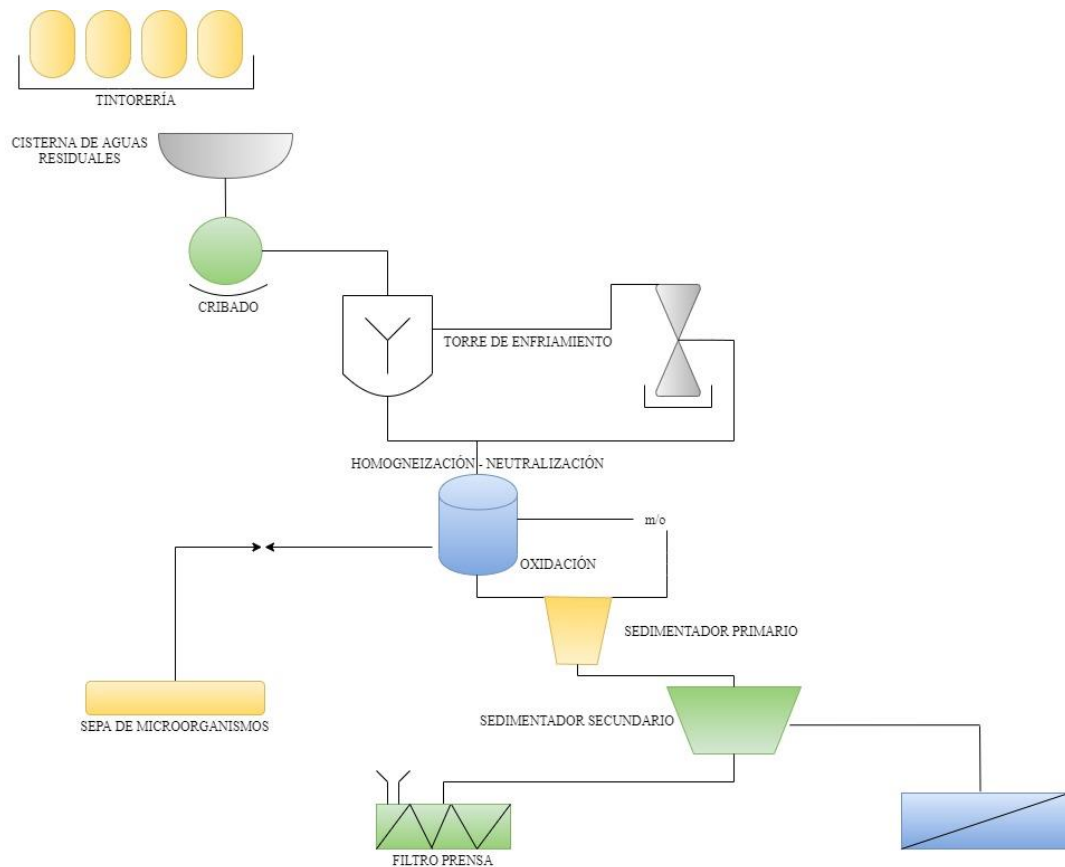 TINTORERÍA
CISTERNA DE AGUAS
RESIDUALES
CRIBADO
TORRE DE ENFRIAMIENTO
HOMOGNEIZACIÓN - NEUTRALIZACIÓN
m/o
OXIDACIÓN
SEDIMENTADOR PRIMARIO
SEDIMENTADOR SECUNDARIO
SEPA DE MICROORGANISMOS
FILTRO PRENSA